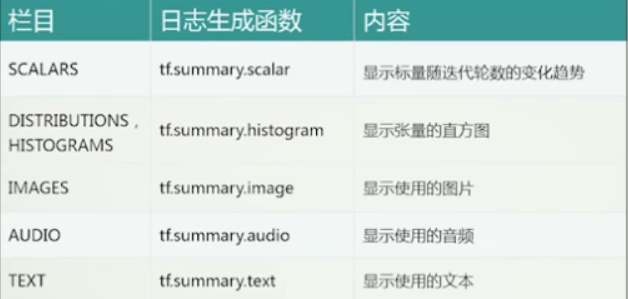 栏目 日志生成函数 内容
SCALARS tf.summary.scalar 显示标量随迭代轮数的变化趋势
DISTRIBUTIONS,
HISTOGRAMS tf.summary.histogram 显示张量的直方图
IMAGES tf.summary.image 显示使用的图片
AUDIO tf.summary.audio 显示使用的音频
TEXT tf.summary.text 显示使用的文本